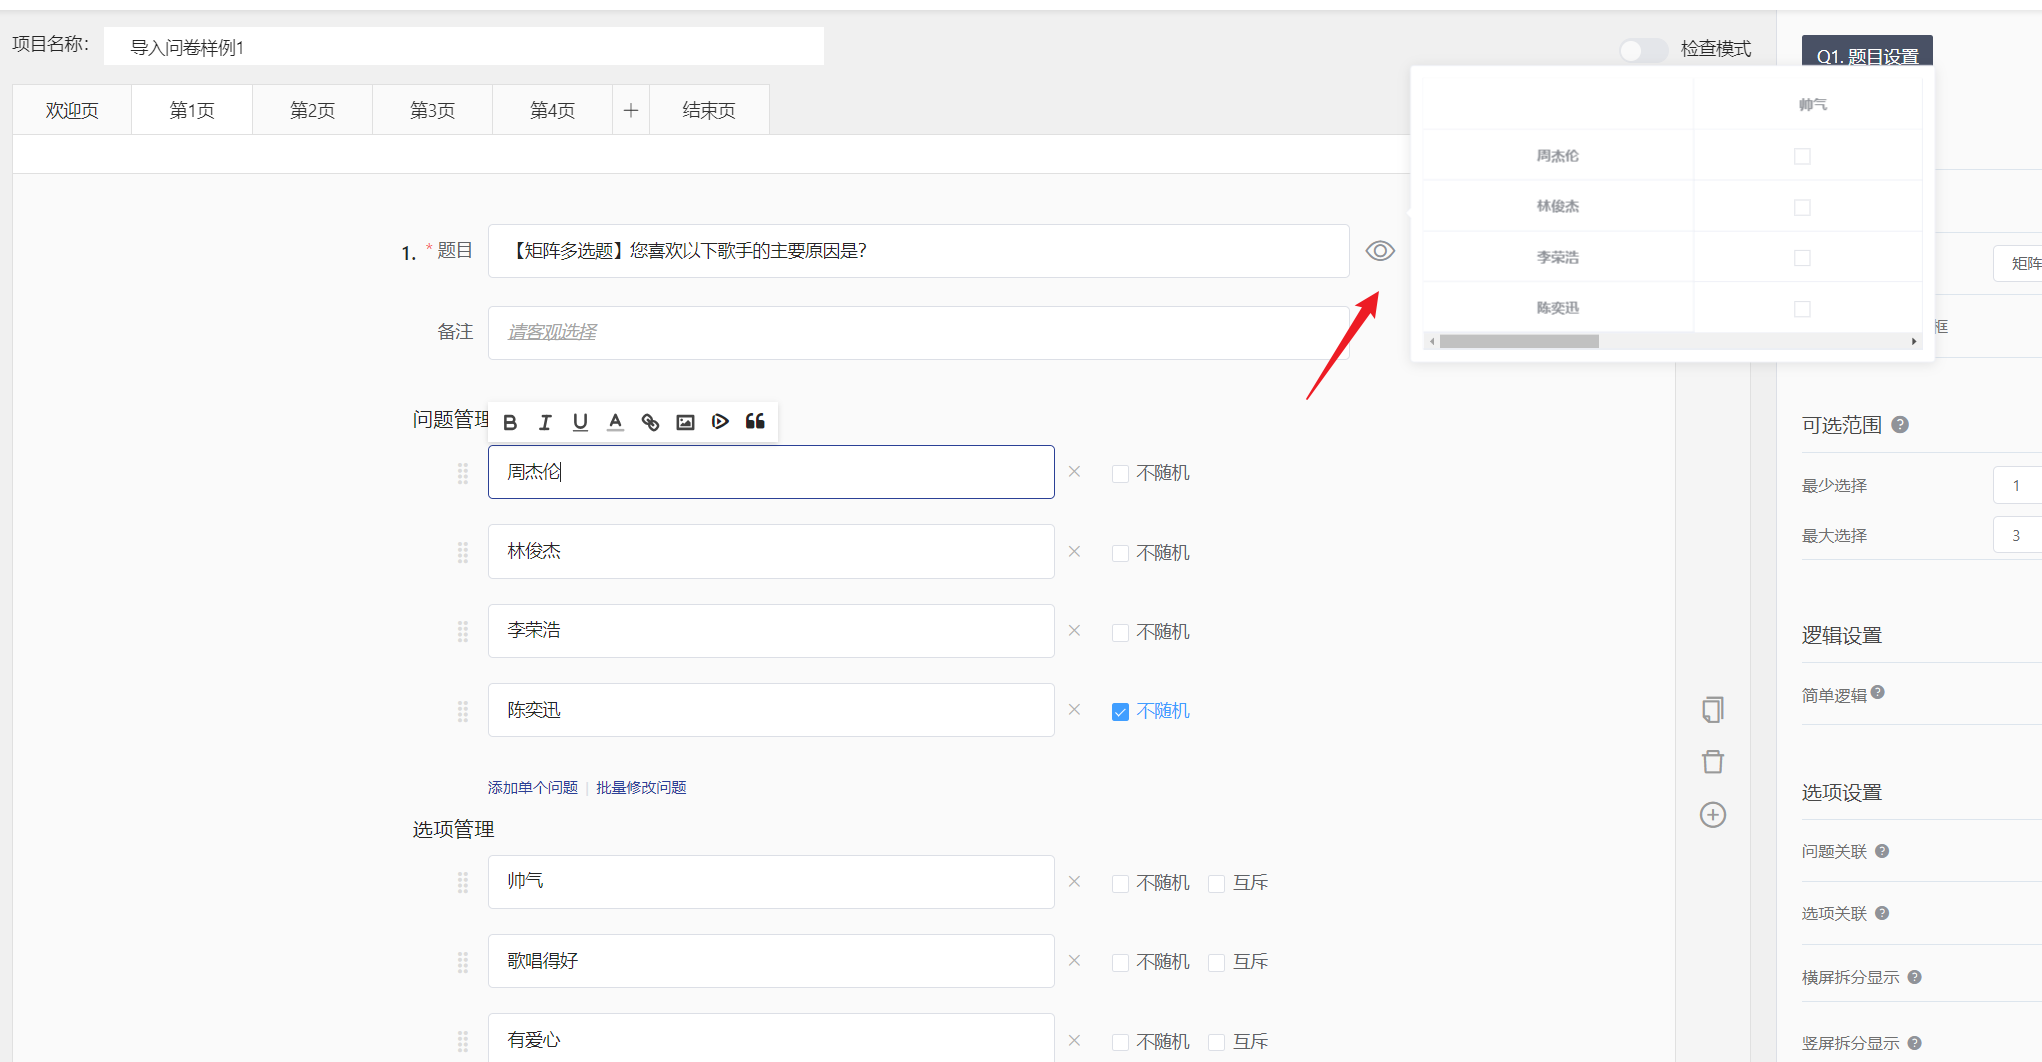 项目名称：
导入问卷样例1
检查模式
Q1. 题目设置
欢迎页
第1页
第2页
第3页
第4页
结束页
帅气
周杰伦
林俊杰
李荣浩
陈奕迅
1. * 题目
【矩阵多选题】您喜欢以下歌手的主要原因是？
矩阵
备注
请客观选择
框
问题管理
B I U A
周杰伦
不随机
林俊杰
不随机
李荣浩
不随机
陈奕迅
不随机
添加单个问题 | 批量修改问题
选项管理
帅气
不随机 互斥
歌唱得好
不随机 互斥
有爱心
不随机 互斥
可选范围
最少选择 1
最大选择 3
逻辑设置
简单逻辑
选项设置
问题关联
选项关联
横屏拆分显示
竖屏拆分显示